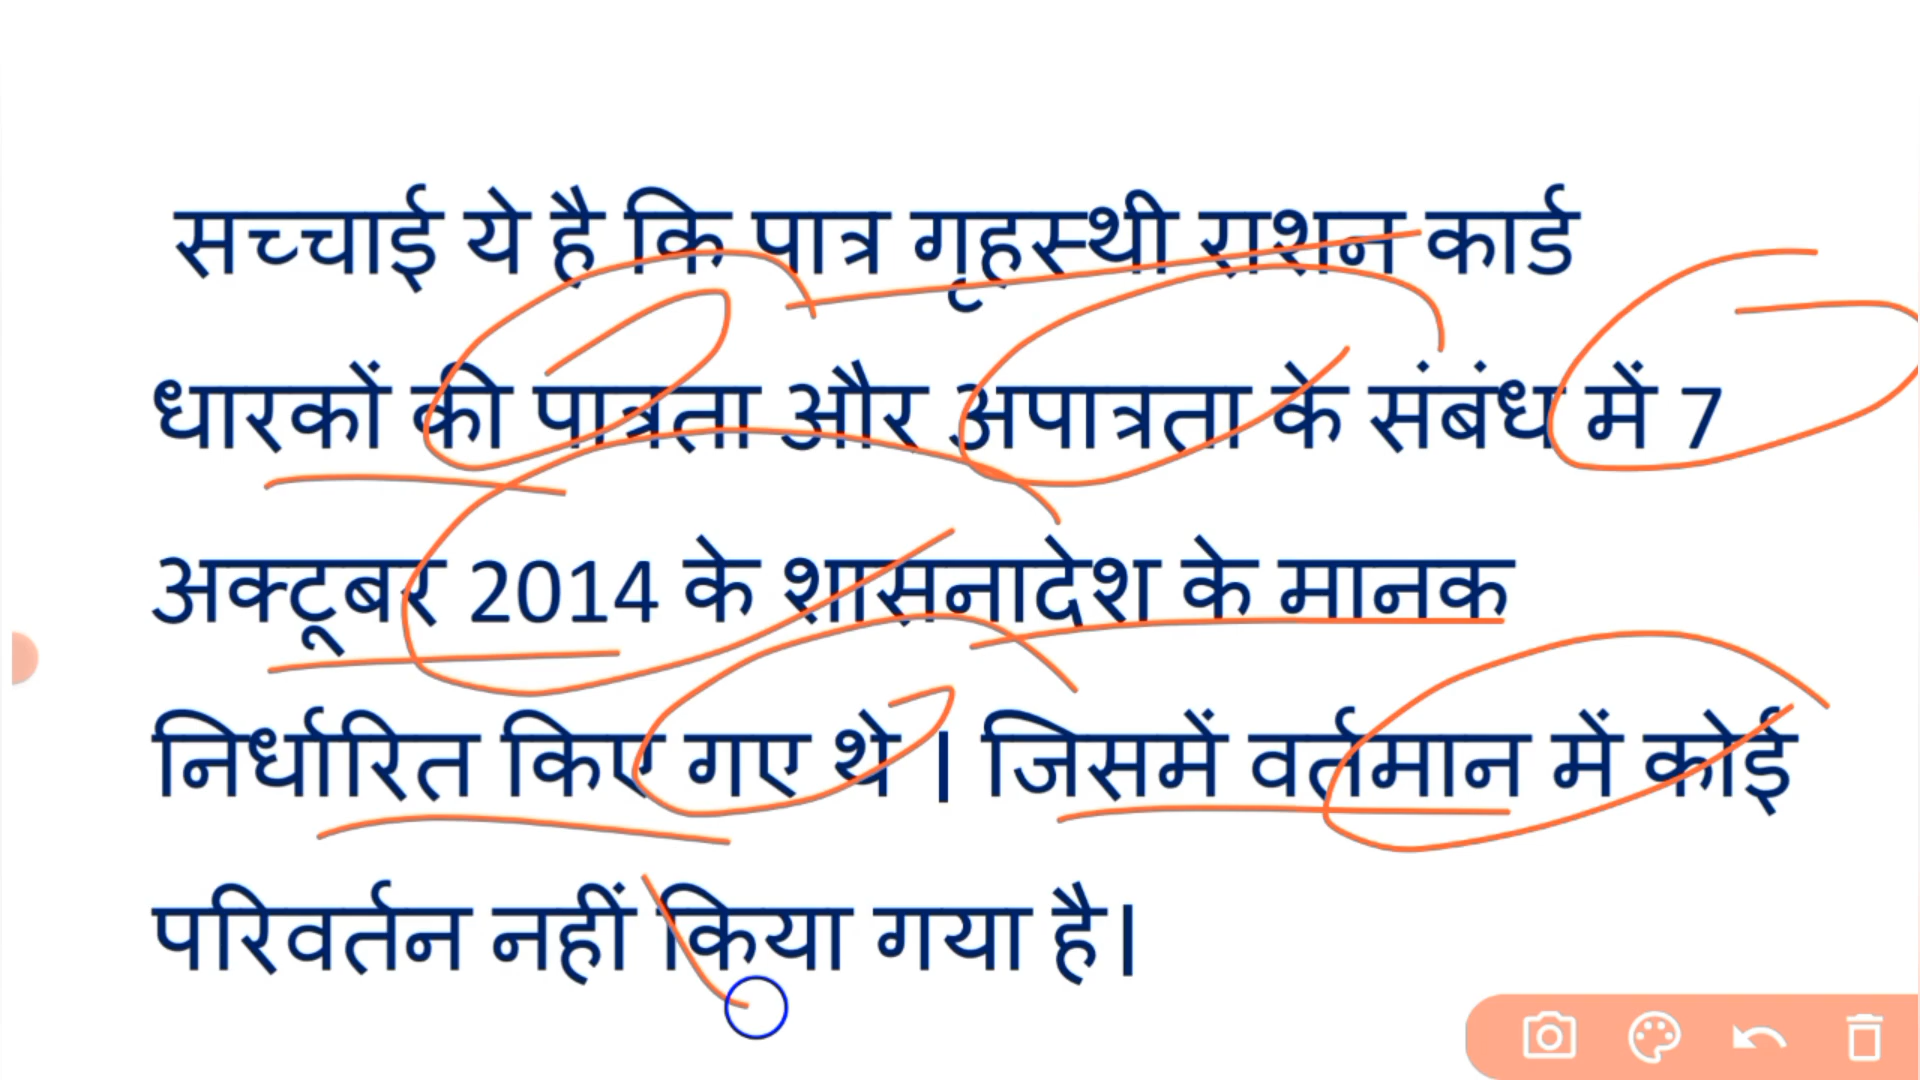 सच्चाई ये है कि पात्र गृहस्थी राशन कार्ड
धारकों की पात्रता और अपात्रता के संबंध में 7
अक्टूबर 2014 के शासनादेश के मानक
निर्धारित किए गए थे । जिसमें वर्तमान में कोई
परिवर्तन नहीं किया गया है।